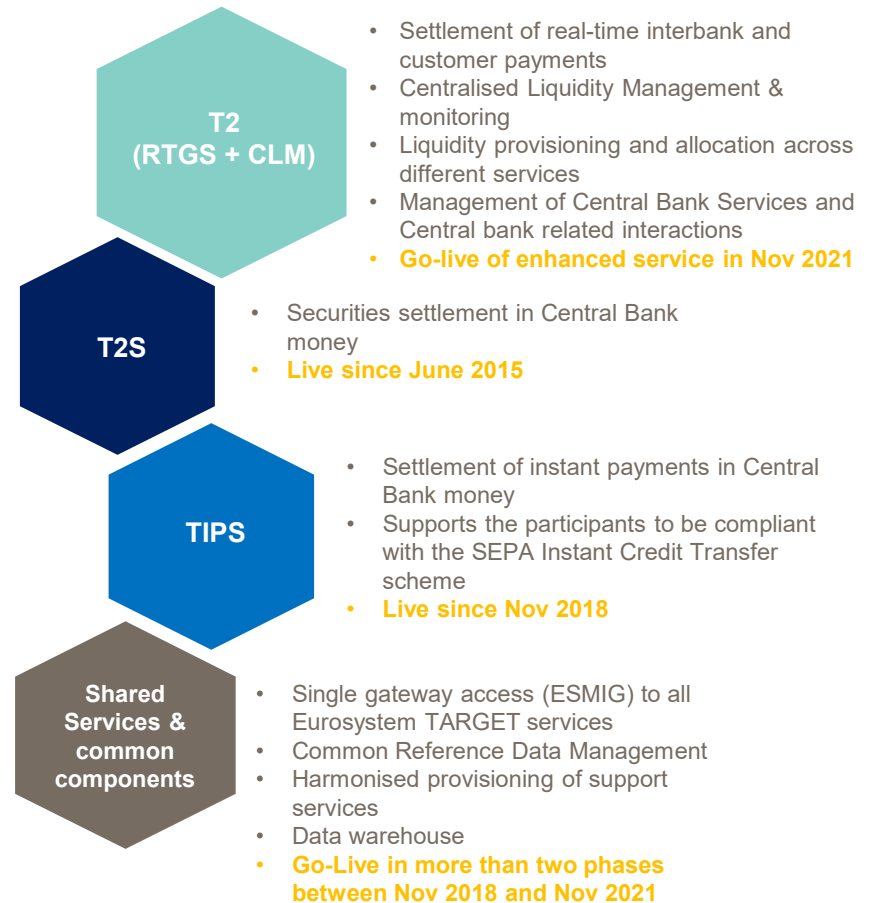 T2
(RTGS + CLM)
• Settlement of real-time interbank and
customer payments
• Centralised Liquidity Management &
monitoring
• Liquidity provisioning and allocation across
different services
• Management of Central Bank Services and
Central bank related interactions
• Go-live of enhanced service in Nov 2021
T2S
• Securities settlement in Central Bank
money
• Live since June 2015
TIPS
• Settlement of instant payments in Central
Bank money
• Supports the participants to be compliant
with the SEPA Instant Credit Transfer
scheme
• Live since Nov 2018
Shared
Services &
common
components
• Single gateway access (ESMIG) to all
Eurosystem TARGET services
• Common Reference Data Management
• Harmonised provisioning of support
services
• Data warehouse
• Go-Live in more than two phases
between Nov 2018 and Nov 2021